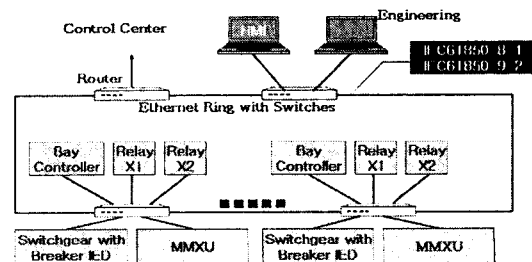 Engineering
Control Center
HMI
IEC61850 8 1
IEC61850 9 2
Router
Ethernet Ring with Switches
Bay Controller
Relay X1
Relay X2
Bay Controller
Relay X1
Relay X2
Switchgear with Breaker IED
MMXU
Switchgear with Breaker IED
MMXU